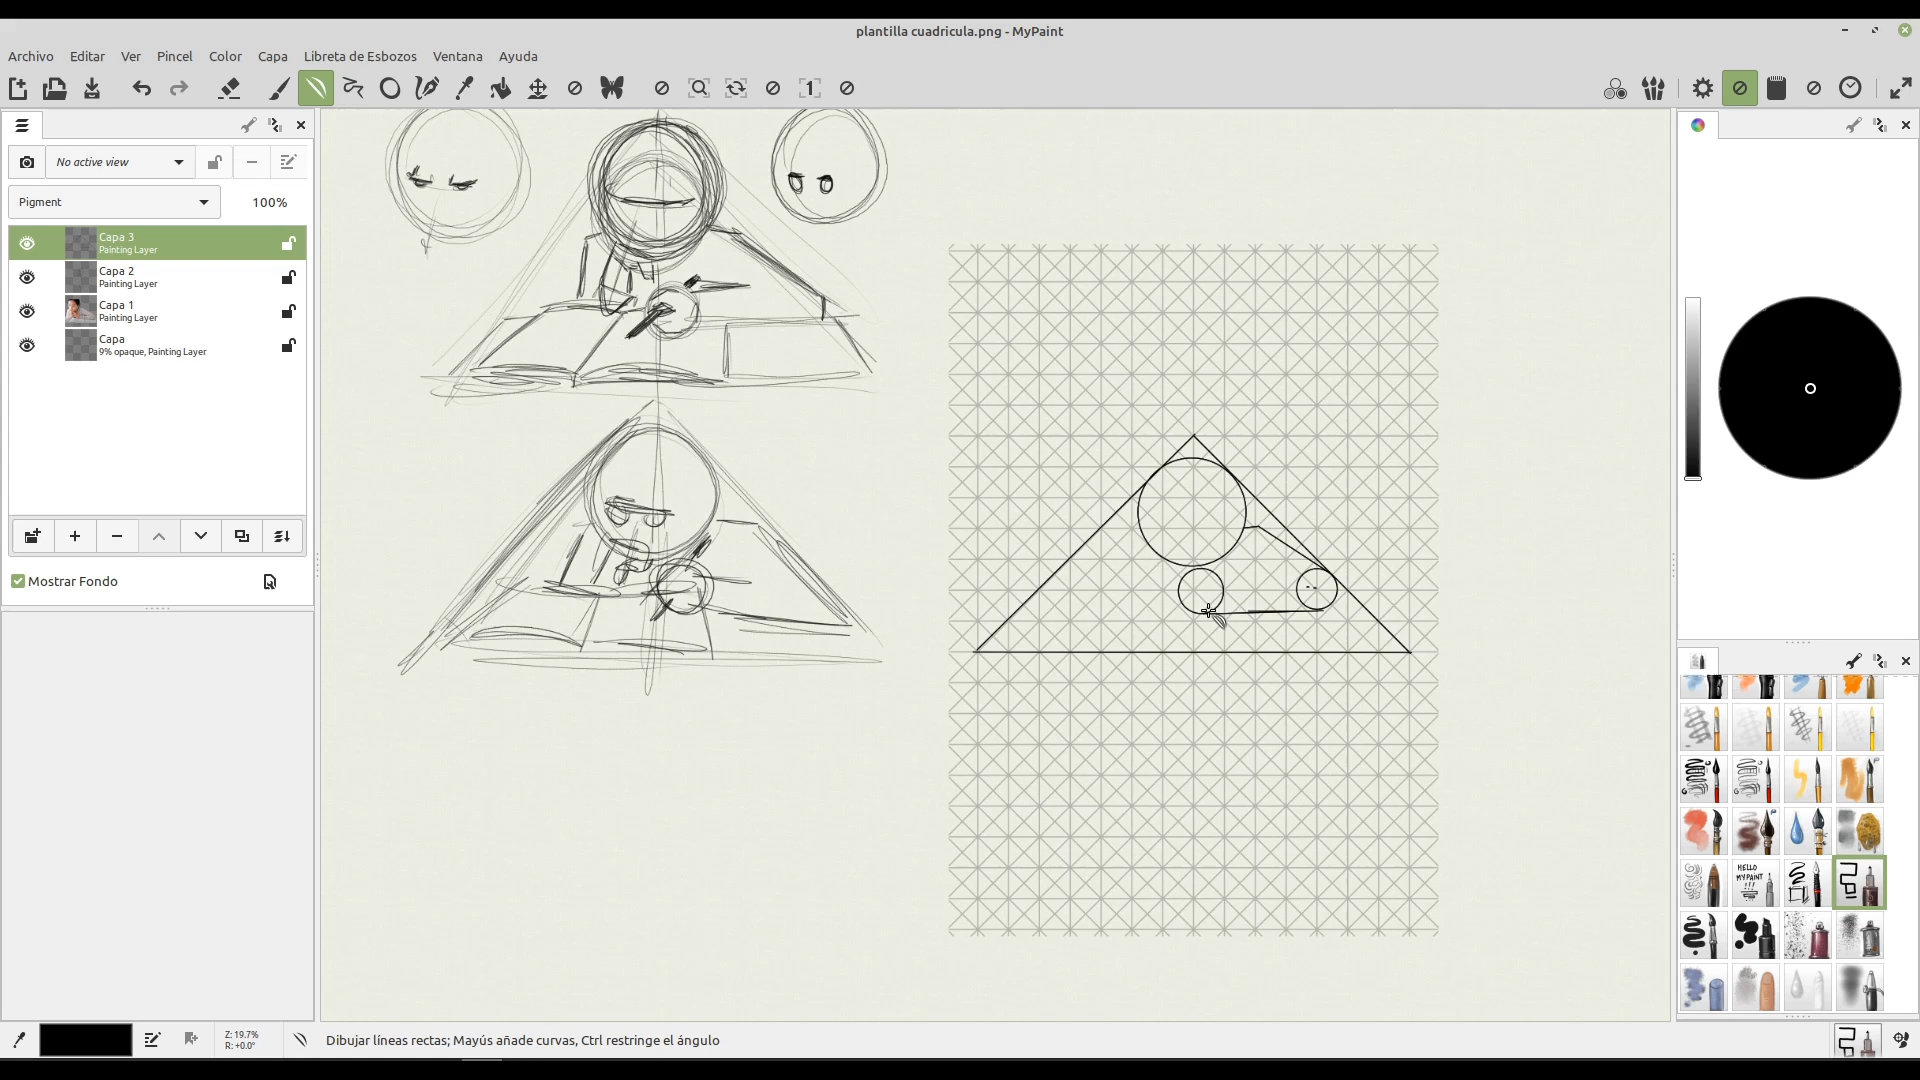 plantilla cuadricula.png - MyPaint
Archivo Editar Ver Pincel Color Capa Libreta de Esbozos Ventana Ayuda
No active view
Pigment 100%
Capa 3
Painting Layer
Capa 2
Painting Layer
Capa 1
Painting Layer
Capa
9% opaque, Painting Layer
Mostrar Fondo
HELLO
MYPAINT
!!!
Z: 19.7%
R: +0.0°
Dibujar líneas rectas; Mayús añade curvas, Ctrl restringe el ángulo